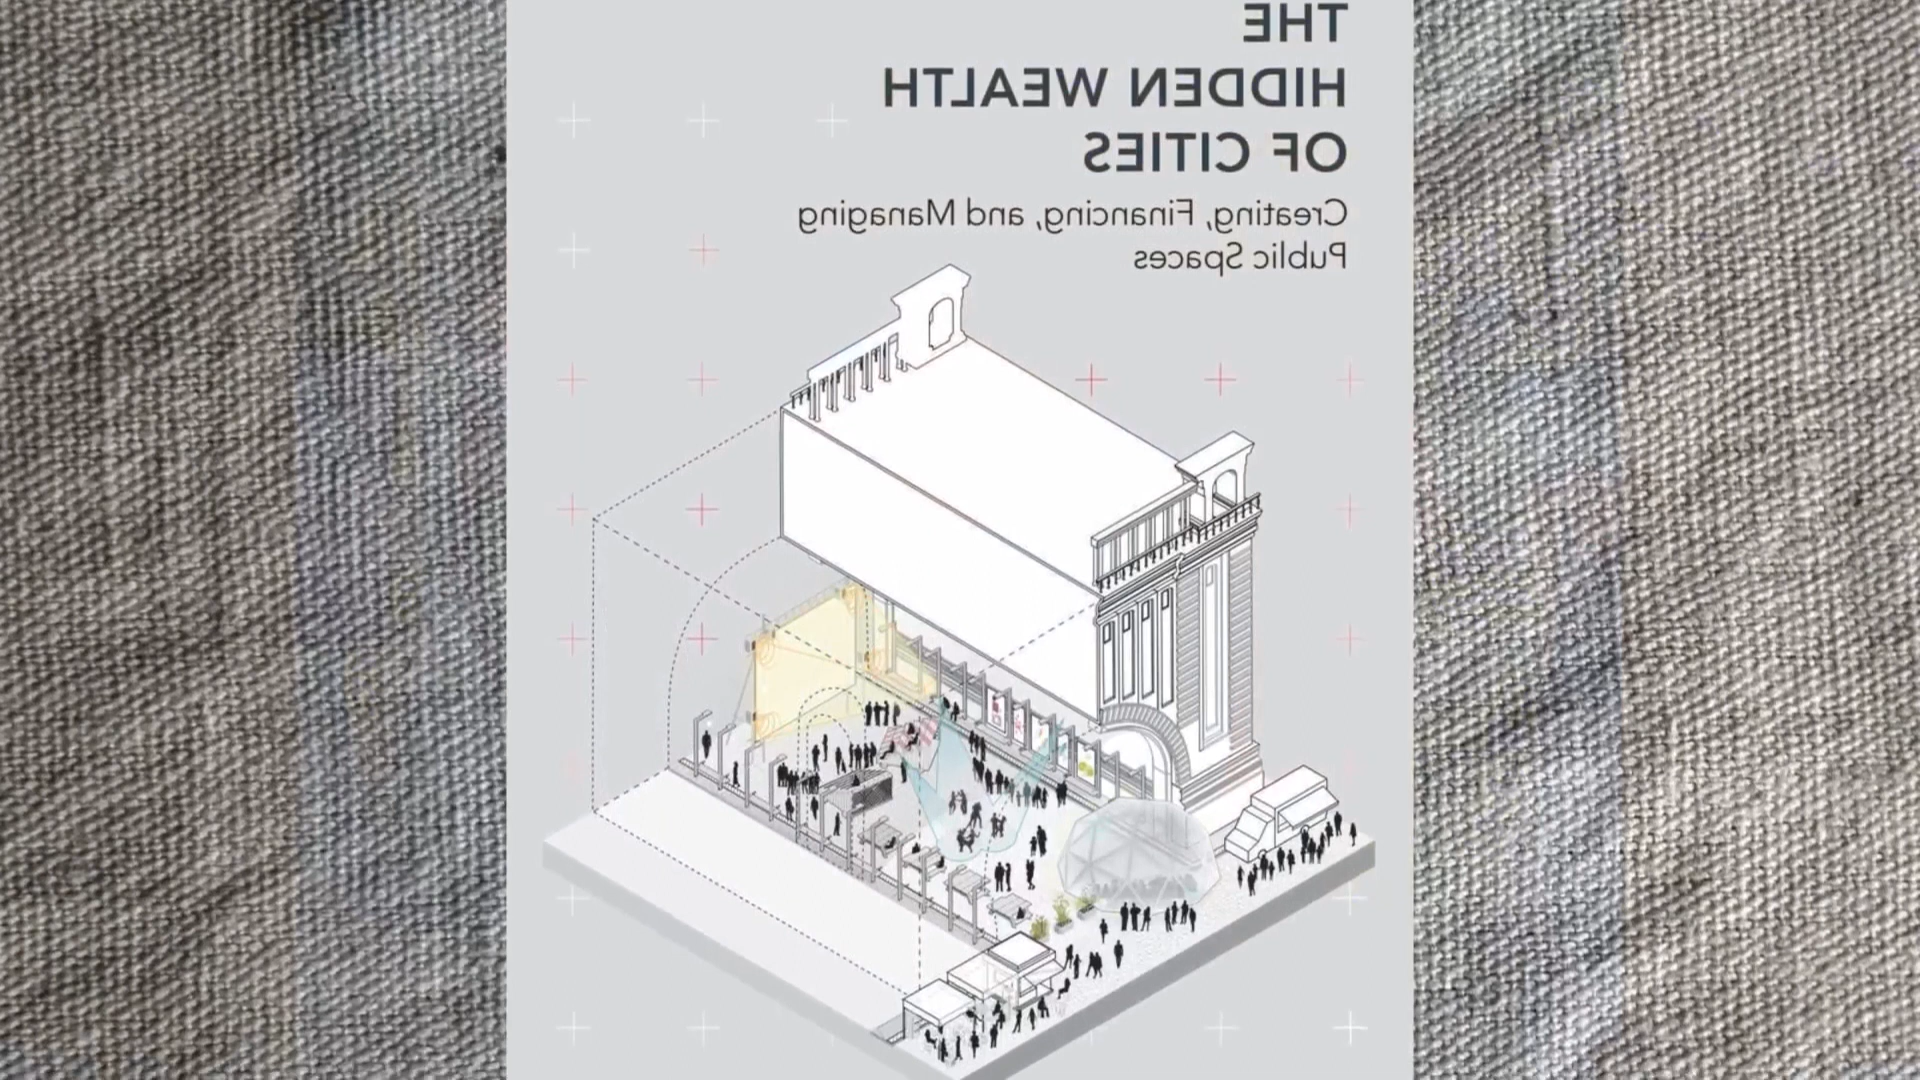 THE
HIDDEN WEALTH
OF CITIES
Creating, Financing, and Managing
Public Spaces